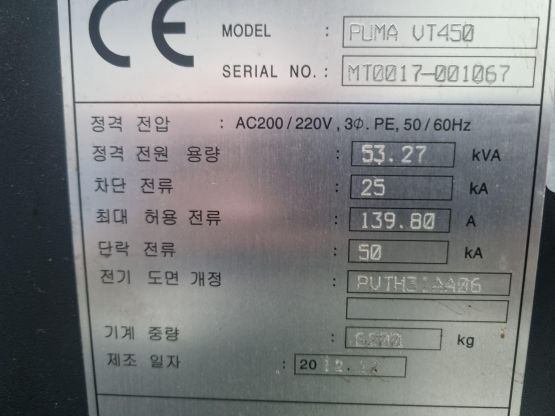 CE
MODEL : PUMA VT450
SERIAL NO. : MT0017-001067
정격 전압 : AC200/220V, 3Φ. PE, 50/60Hz
정격 전원 용량 : 53.27 kVA
차단 전류 : 25 kA
최대 허용 전류 : 139.80 A
단락 전류 : 50 kA
전기 도면 개정 :
기계 중량 : kg
제조 일자 : 20